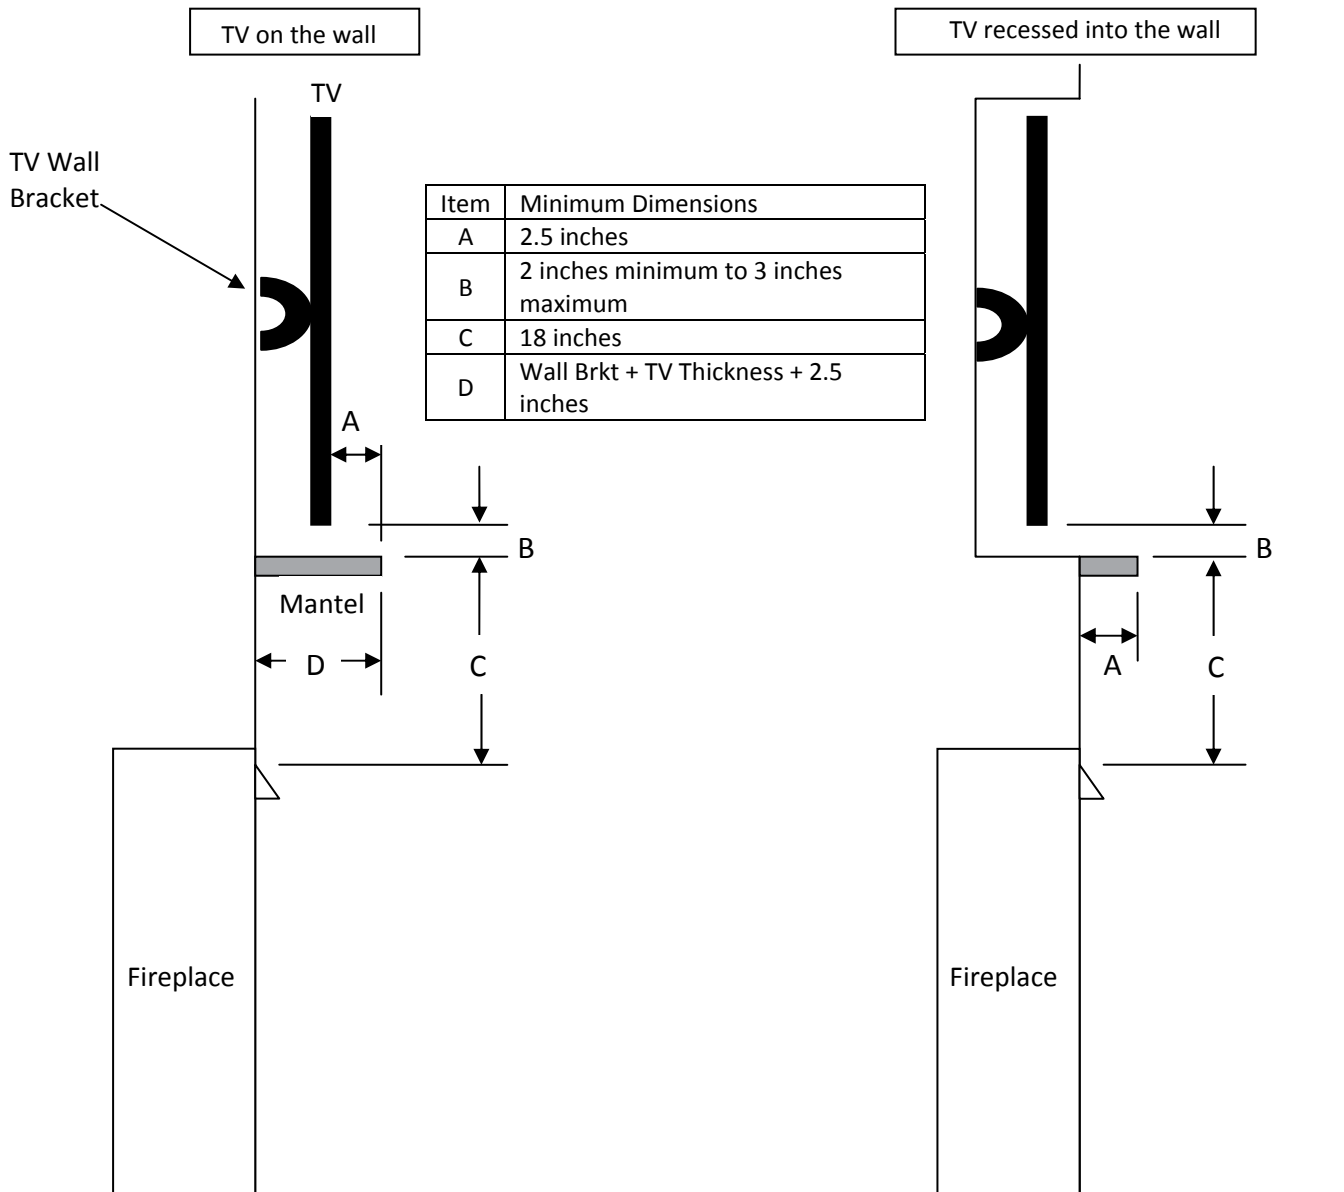 TV on the wall
TV recessed into the wall
TV
TV Wall
Bracket
Item Minimum Dimensions
A 2.5 inches
B 2 inches minimum to 3 inches
maximum
C 18 inches
D Wall Brkt + TV Thickness + 2.5
inches
A
B
Mantel
D
C
Fireplace
B
A
C
Fireplace